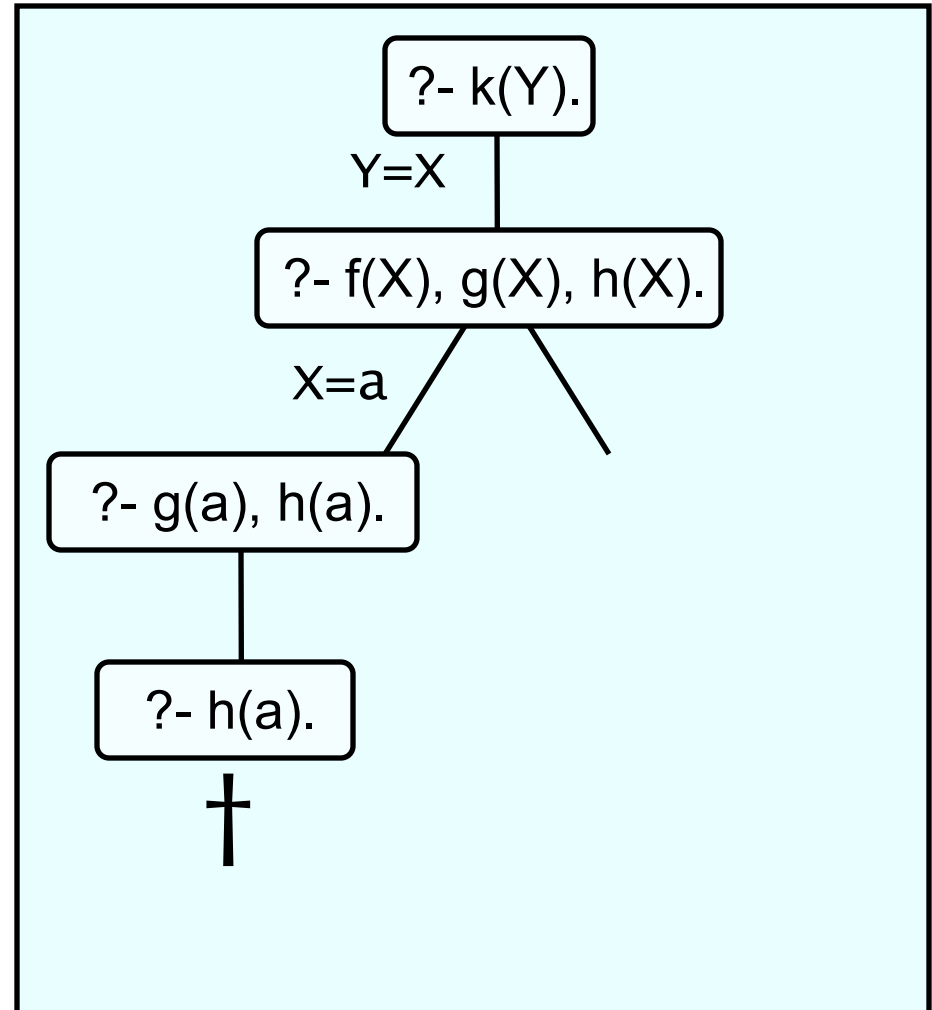 ?- k(Y).
Y=X
?- f(X), g(X), h(X).
X=a
?- g(a), h(a).
?- h(a).
†